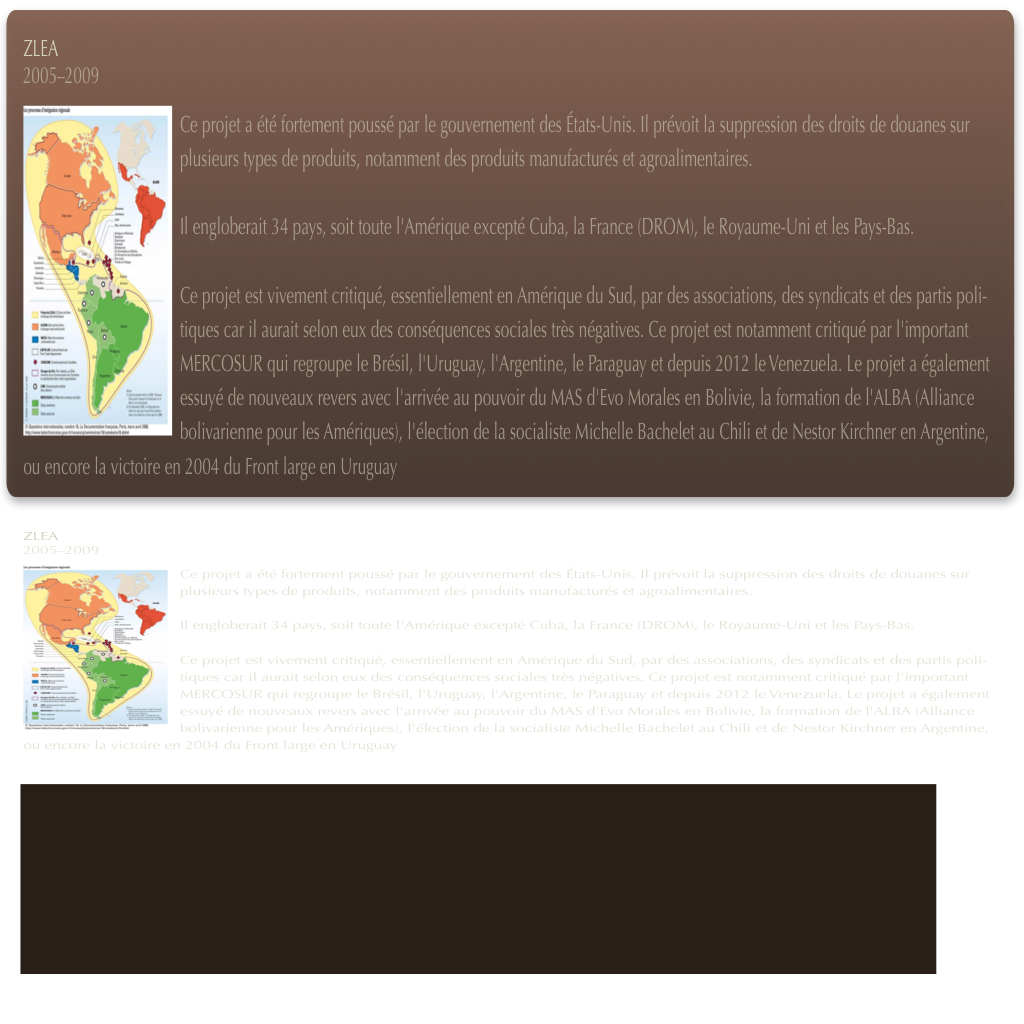 ZLEA
2005–2009
Les processus d'intégration régionale
Ce projet a été fortement poussé par le gouvernement des États-Unis. Il prévoit la suppression des droits de douanes sur
plusieurs types de produits, notamment des produits manufacturés et agroalimentaires.
Il engloberait 34 pays, soit toute l'Amérique excepté Cuba, la France (DROM), le Royaume-Uni et les Pays-Bas.
Ce projet est vivement critiqué, essentiellement en Amérique du Sud, par des associations, des syndicats et des partis poli-
tiques car il aurait selon eux des conséquences sociales très négatives. Ce projet est notamment critiqué par l'important
MERCOSUR qui regroupe le Brésil, l'Uruguay, l'Argentine, le Paraguay et depuis 2012 le Venezuela. Le projet a également
essuyé de nouveaux revers avec l'arrivée au pouvoir du MAS d'Evo Morales en Bolivie, la formation de l'ALBA (Alliance
bolivarienne pour les Amériques), l'élection de la socialiste Michelle Bachelet au Chili et de Nestor Kirchner en Argentine,
ou encore la victoire en 2004 du Front large en Uruguay
ZLEA
2005–2009
Ce projet a été fortement poussé par le gouvernement des États-Unis. Il prévoit la suppression des droits de douanes sur
plusieurs types de produits, notamment des produits manufacturés et agroalimentaires.
Il engloberait 34 pays, soit toute l'Amérique excepté Cuba, la France (DROM), le Royaume-Uni et les Pays-Bas.
Ce projet est vivement critiqué, essentiellement en Amérique du Sud, par des associations, des syndicats et des partis poli-
tiques car il aurait selon eux des conséquences sociales très négatives. Ce projet est notamment critiqué par l'important
MERCOSUR qui regroupe le Brésil, l'Uruguay, l'Argentine, le Paraguay et depuis 2012 le Venezuela. Le projet a également
essuyé de nouveaux revers avec l'arrivée au pouvoir du MAS d'Evo Morales en Bolivie, la formation de l'ALBA (Alliance
bolivarienne pour les Amériques), l'élection de la socialiste Michelle Bachelet au Chili et de Nestor Kirchner en Argentine,
ou encore la victoire en 2004 du Front large en Uruguay